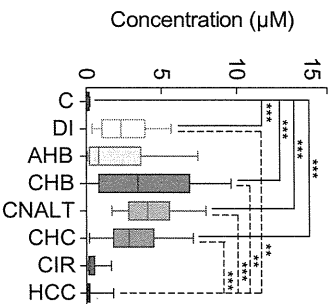 Concentration (µM)
0 5 10 15
C
DI
AHB
CHB
CNALT
CHC
CIR
HCC
***
***
***
***
**
**
***
***